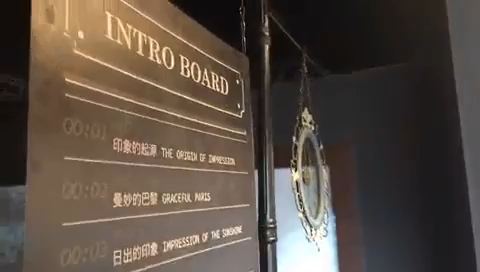 INTRO BOARD
00:01 印象的起源 THE ORIGIN OF IMPRESSION
00:02 曼妙的巴黎 GRACEFUL PARIS
00:03 日出的印象 IMPRESSION OF THE SUNSHINE